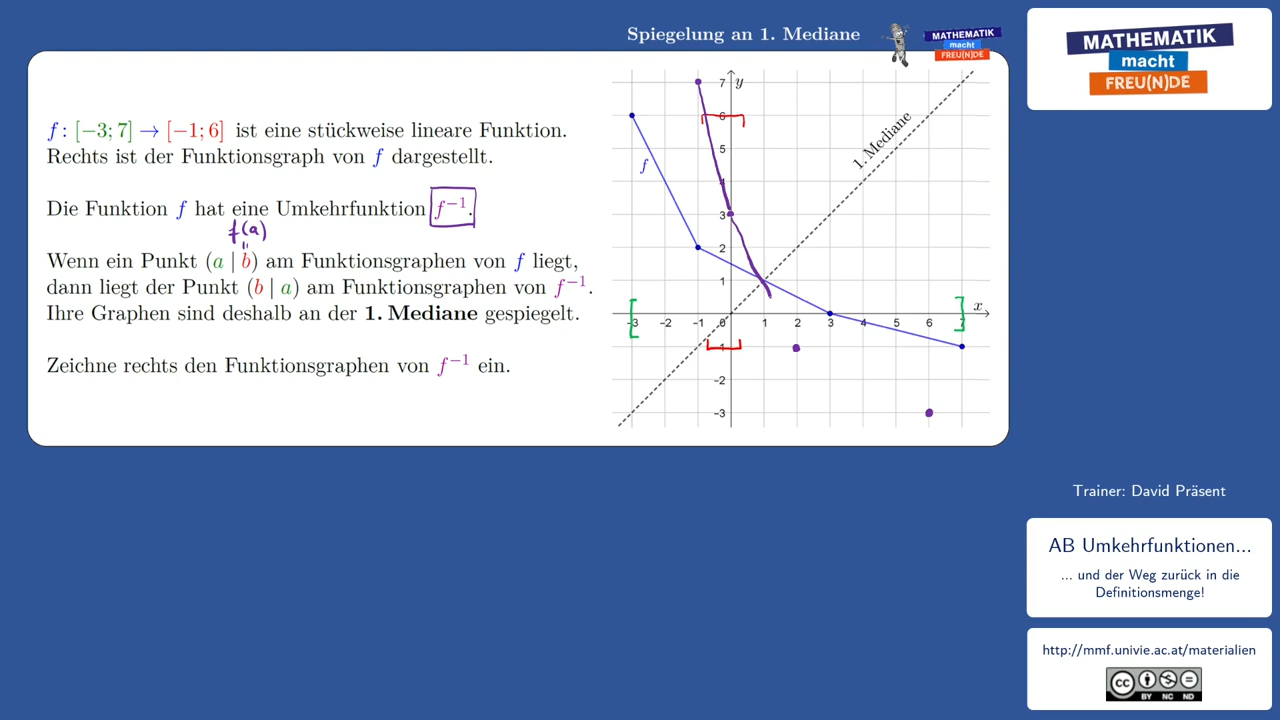 Spiegelung an 1. Mediane
MATHEMATIK
macht
FREU(N)DE
MATHEMATIK
macht
FREU(N)DE
f : [−3; 7] → [−1; 6] ist eine stückweise lineare Funktion.
Rechts ist der Funktionsgraph von f dargestellt.
Die Funktion f hat eine Umkehrfunktion f⁻¹.
f(a)
"
Wenn ein Punkt (a | b) am Funktionsgraphen von f liegt,
dann liegt der Punkt (b | a) am Funktionsgraphen von f⁻¹.
Ihre Graphen sind deshalb an der 1. Mediane gespiegelt.
Zeichne rechts den Funktionsgraphen von f⁻¹ ein.
7 y
6
5
4
3
2
1
f
1. Mediane
−3 −2 −1 0 1 2 3 4 5 6 7 x
−1
−2
−3
Trainer: David Präsent
AB Umkehrfunktionen...
... und der Weg zurück in die
Definitionsmenge!
http://mmf.univie.ac.at/materialien
cc
BY NC ND